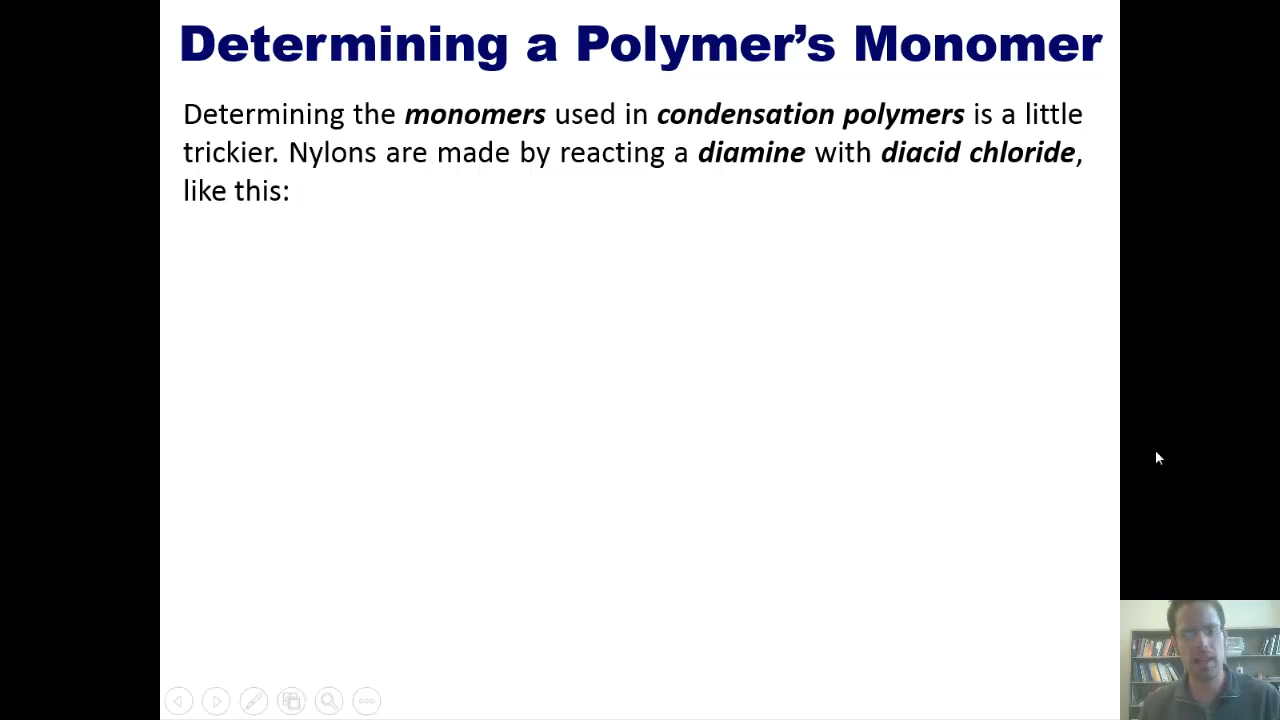 Determining a Polymer’s Monomer
Determining the monomers used in condensation polymers is a little
trickier. Nylons are made by reacting a diamine with diacid chloride,
like this: